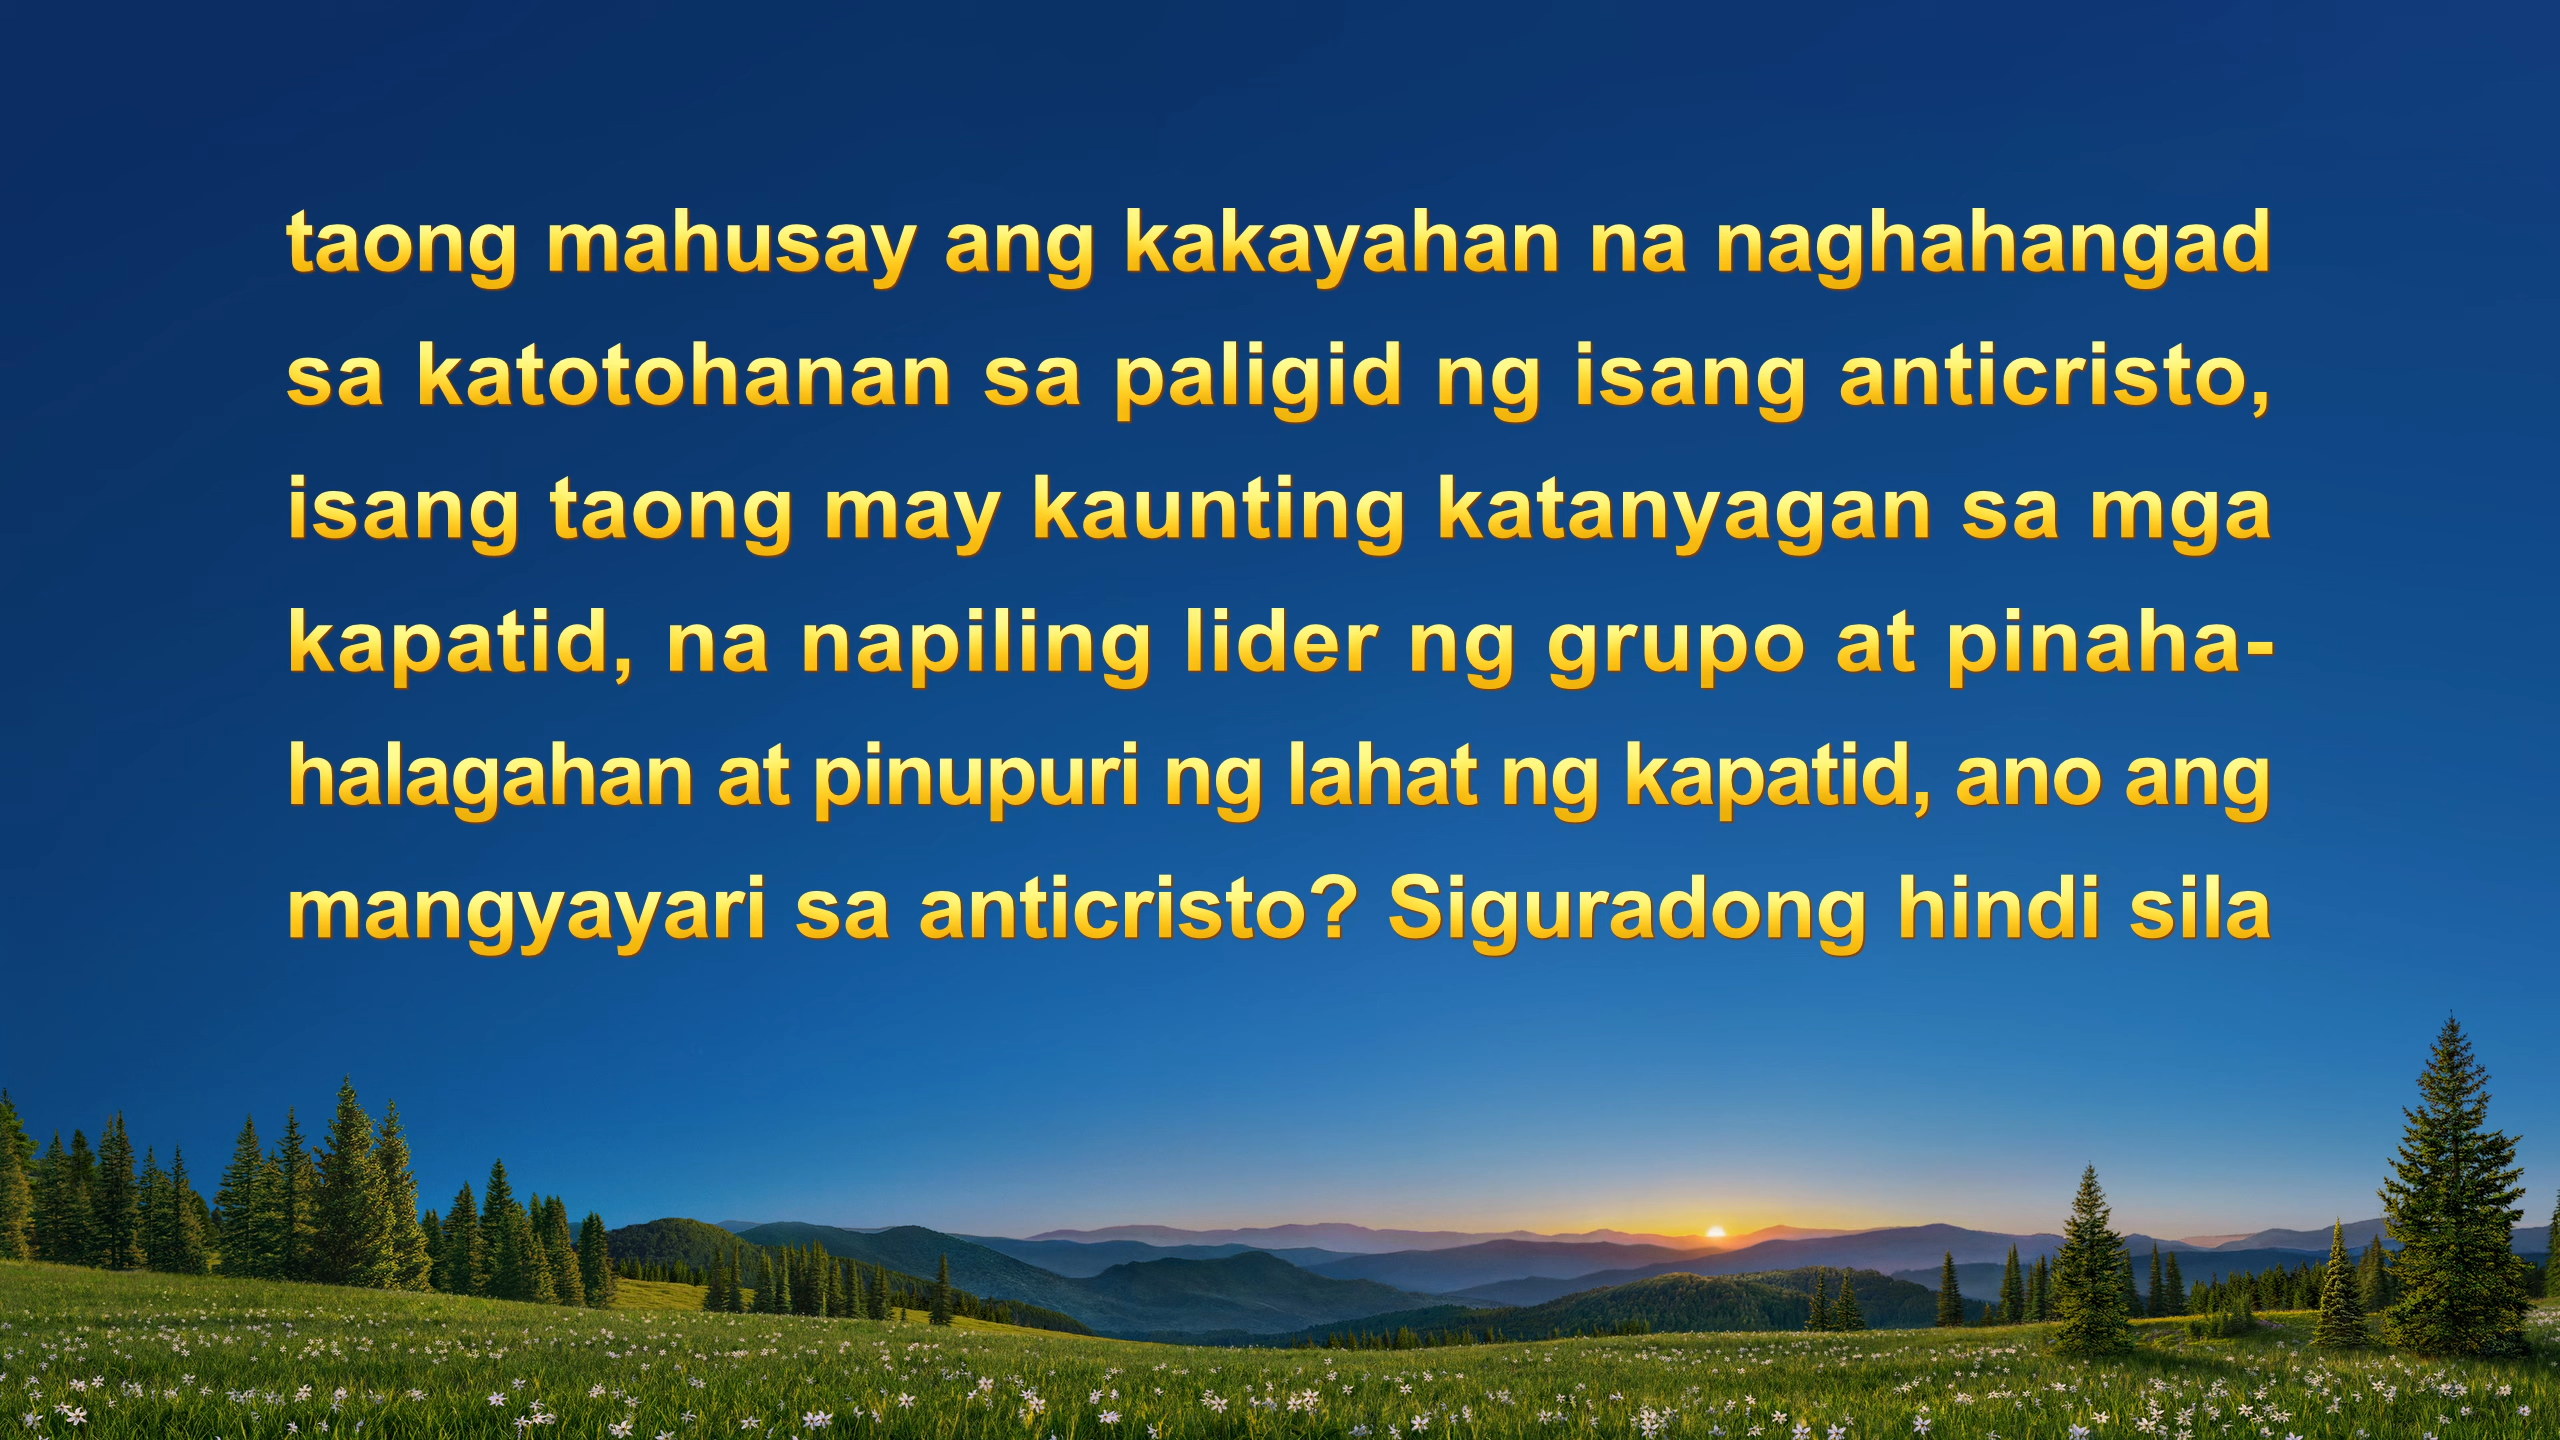 taong mahusay ang kakayahan na naghahangad
sa katotohanan sa paligid ng isang anticristo,
isang taong may kaunting katanyagan sa mga
kapatid, na napiling lider ng grupo at pinaha-
halagahan at pinupuri ng lahat ng kapatid, ano ang
mangyayari sa anticristo? Siguradong hindi sila